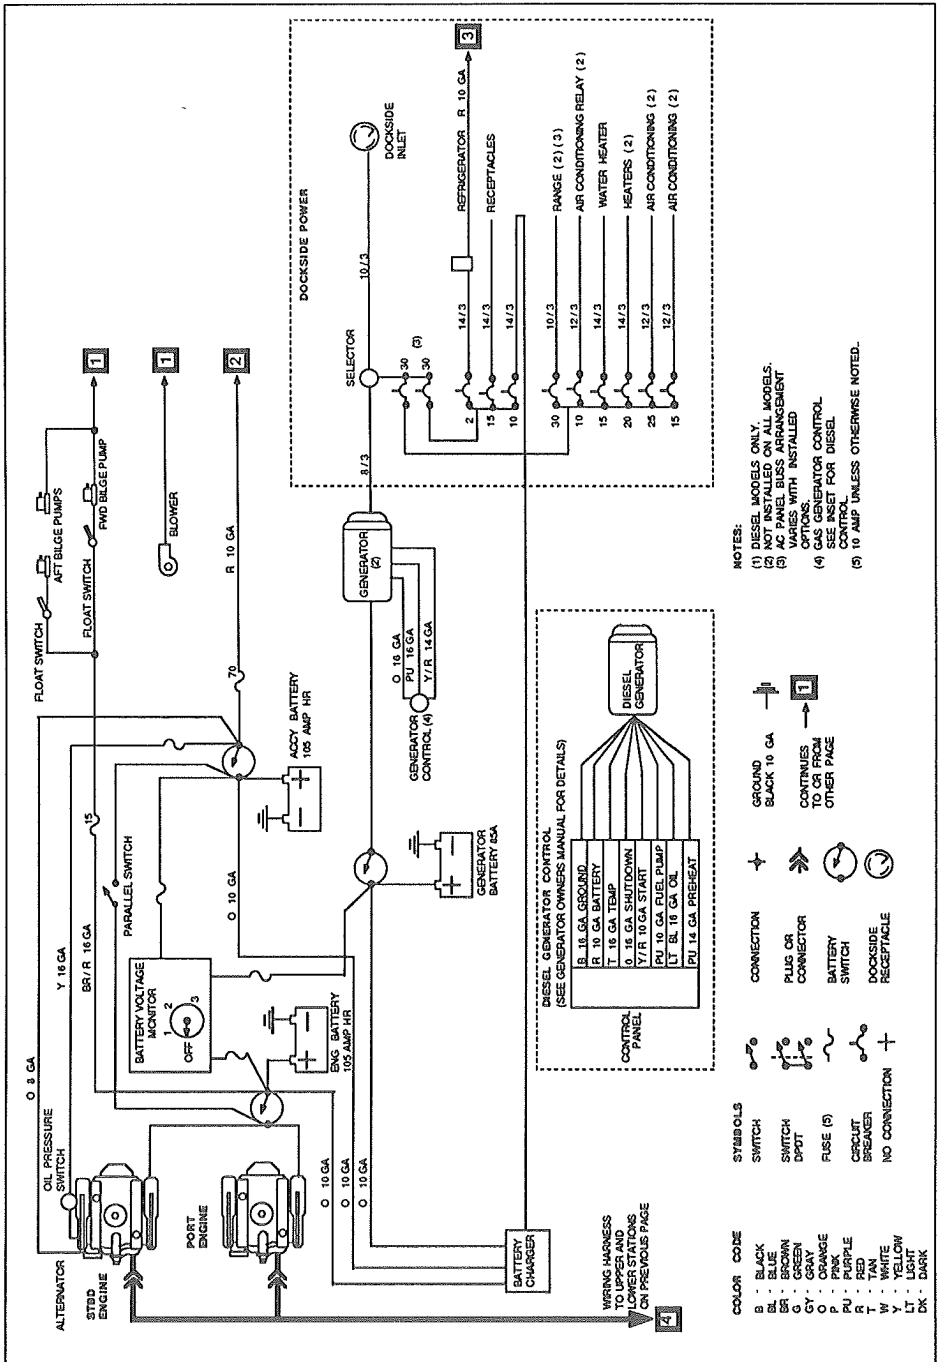 ALTERNATOR
STBD
ENGINE
OIL PRESSURE
SWITCH
PORT
ENGINE
O 8 GA
Y 16 GA
BR/R 16 GA
15
PARALLEL SWITCH
BATTERY VOLTAGE
MONITOR
OFF
1
2
3
ENG BATTERY
105 AMP HR
O 10 GA
O 10 GA
O 10 GA
O 10 GA
ACCY BATTERY
105 AMP HR
GENERATOR
BATTERY 85A
BATTERY
CHARGER
WIRING HARNESS
TO UPPER AND
LOWER STATIONS
ON PREVIOUS PAGE
4
FLOAT SWITCH
AFT BILGE PUMPS
FLOAT SWITCH
FWD BILGE PUMP
1
BLOWER
1
70
R 10 GA
2
GENERATOR
(2)
O 16 GA
PU 16 GA
Y/R 14 GA
GENERATOR
CONTROL (4)
DOCKSIDE POWER
8/3
SELECTOR
10/3
DOCKSIDE
INLET
30
30
(3)
2
14/3
REFRIGERATOR
R 10 GA
3
15
14/3
RECEPTACLES
10
14/3
30
10/3
RANGE (2) (3)
10
12/3
AIR CONDITIONING RELAY (2)
15
14/3
WATER HEATER
20
14/3
HEATERS (2)
25
12/3
AIR CONDITIONING (2)
15
12/3
AIR CONDITIONING (2)
DIESEL GENERATOR CONTROL
(SEE GENERATOR OWNERS MANUAL FOR DETAILS)
CONTROL
PANEL
B 16 GA GROUND
R 10 GA BATTERY
T 16 GA TEMP
O 16 GA SHUTDOWN
Y/R 10 GA START
PU 10 GA FUEL PUMP
LT BL 16 GA OIL
PU 14 GA PREHEAT
DIESEL
GENERATOR
NOTES:
(1) DIESEL MODELS ONLY.
(2) NOT INSTALLED ON ALL MODELS.
(3) AC PANEL BUSS ARRANGEMENT
VARIES WITH INSTALLED
OPTIONS.
(4) GAS GENERATOR CONTROL
SEE INSET FOR DIESEL
CONTROL.
(5) 10 AMP UNLESS OTHERWISE NOTED.
COLOR CODE
B - BLACK
BL - BLUE
BR - BROWN
G - GREEN
GY - GRAY
O - ORANGE
P - PINK
PU - PURPLE
R - RED
T - TAN
W - WHITE
Y - YELLOW
LT - LIGHT
DK - DARK
SYMBOLS
SWITCH
SWITCH
DPDT
FUSE (5)
CIRCUIT
BREAKER
NO CONNECTION
CONNECTION
PLUG OR
CONNECTOR
BATTERY
SWITCH
DOCKSIDE
RECEPTACLE
GROUND
BLACK 10 GA
CONTINUES
TO OR FROM
OTHER PAGE
1